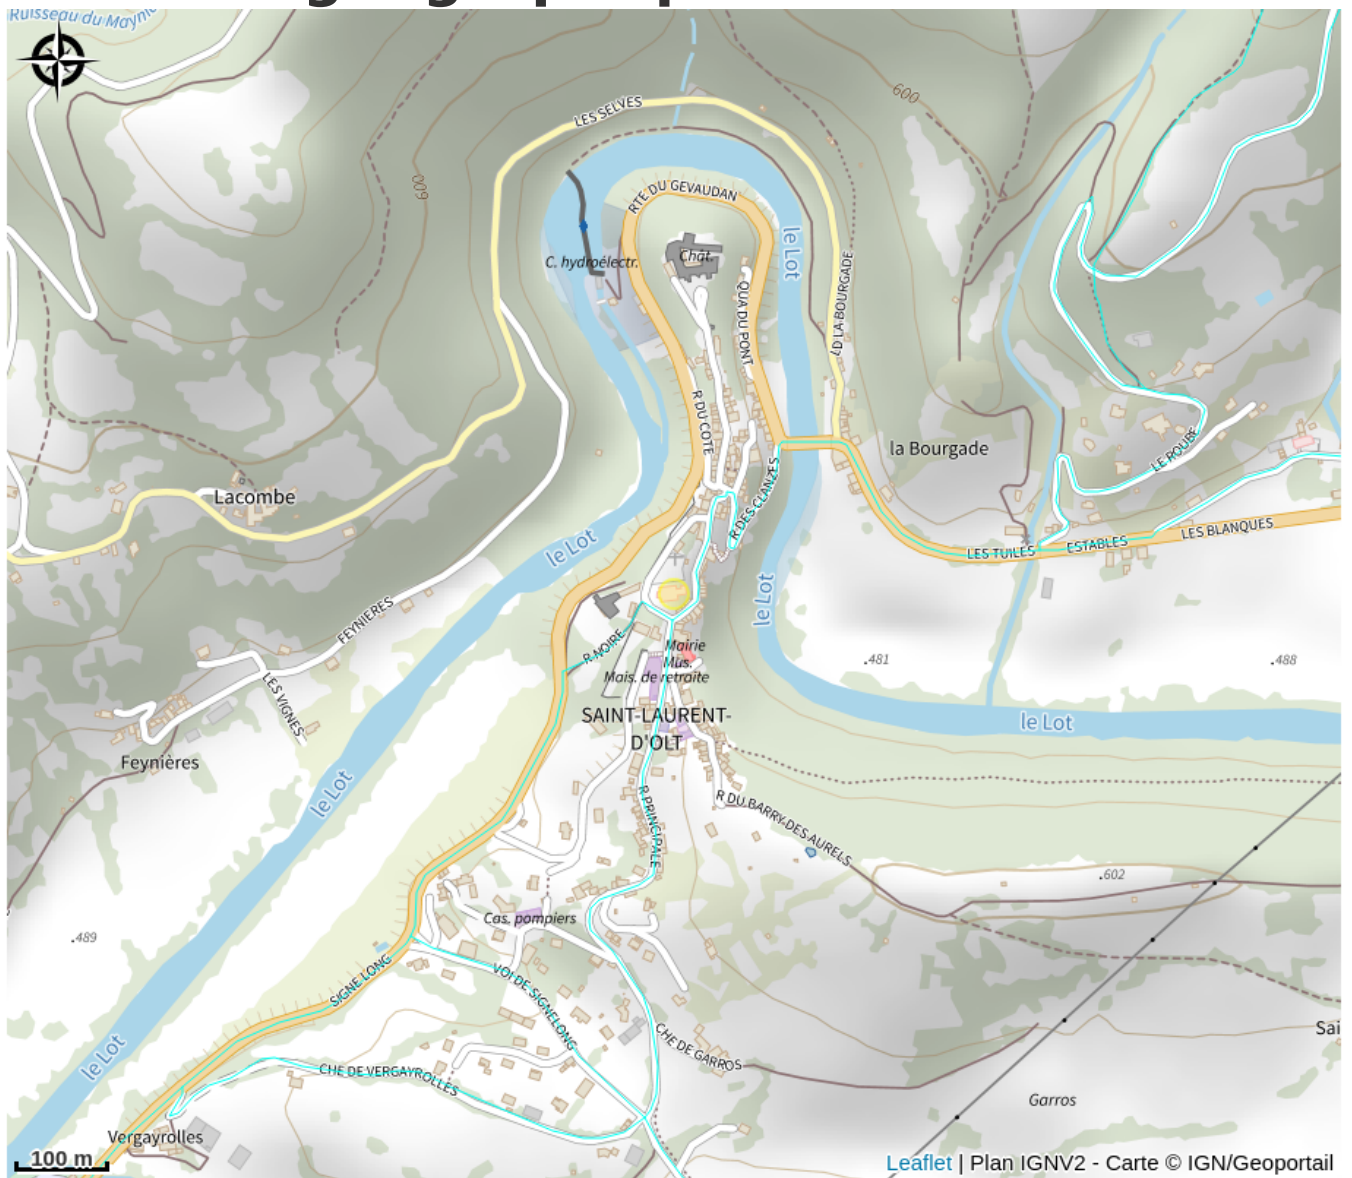 Ruisseau du Mayni
LES SELVES
600
600
RTE DU GEVAUDAN
le Lot
Chât.
C. hydroélectr.
QUA DU PONT
LD LA BOURGADE
R DU COTE
la Bourgade
LE ROUBE
Lacombe
R DES CLANZES
LES BLANQUES
le Lot
LES TUILES
ESTABLES
le Lot
FEYNIERES
R NOIRE
Mairie
Mus.
.481
.488
Mais. de retraite
LES VIGNES
SAINT-LAURENT-
D'OLT
le Lot
Feynières
le Lot
R PRINCIPALE
R DU BARRY-DES AURELS
.602
Cas. pompiers
.489
SIGNE LONG
VOI DE SIGNELONG
Sai
le Lot
CHE DE GARROS
CHE DE VERGAYROLLES
Garros
Vergayrolles
100 m
Leaflet | Plan IGNV2 - Carte © IGN/Geoportail